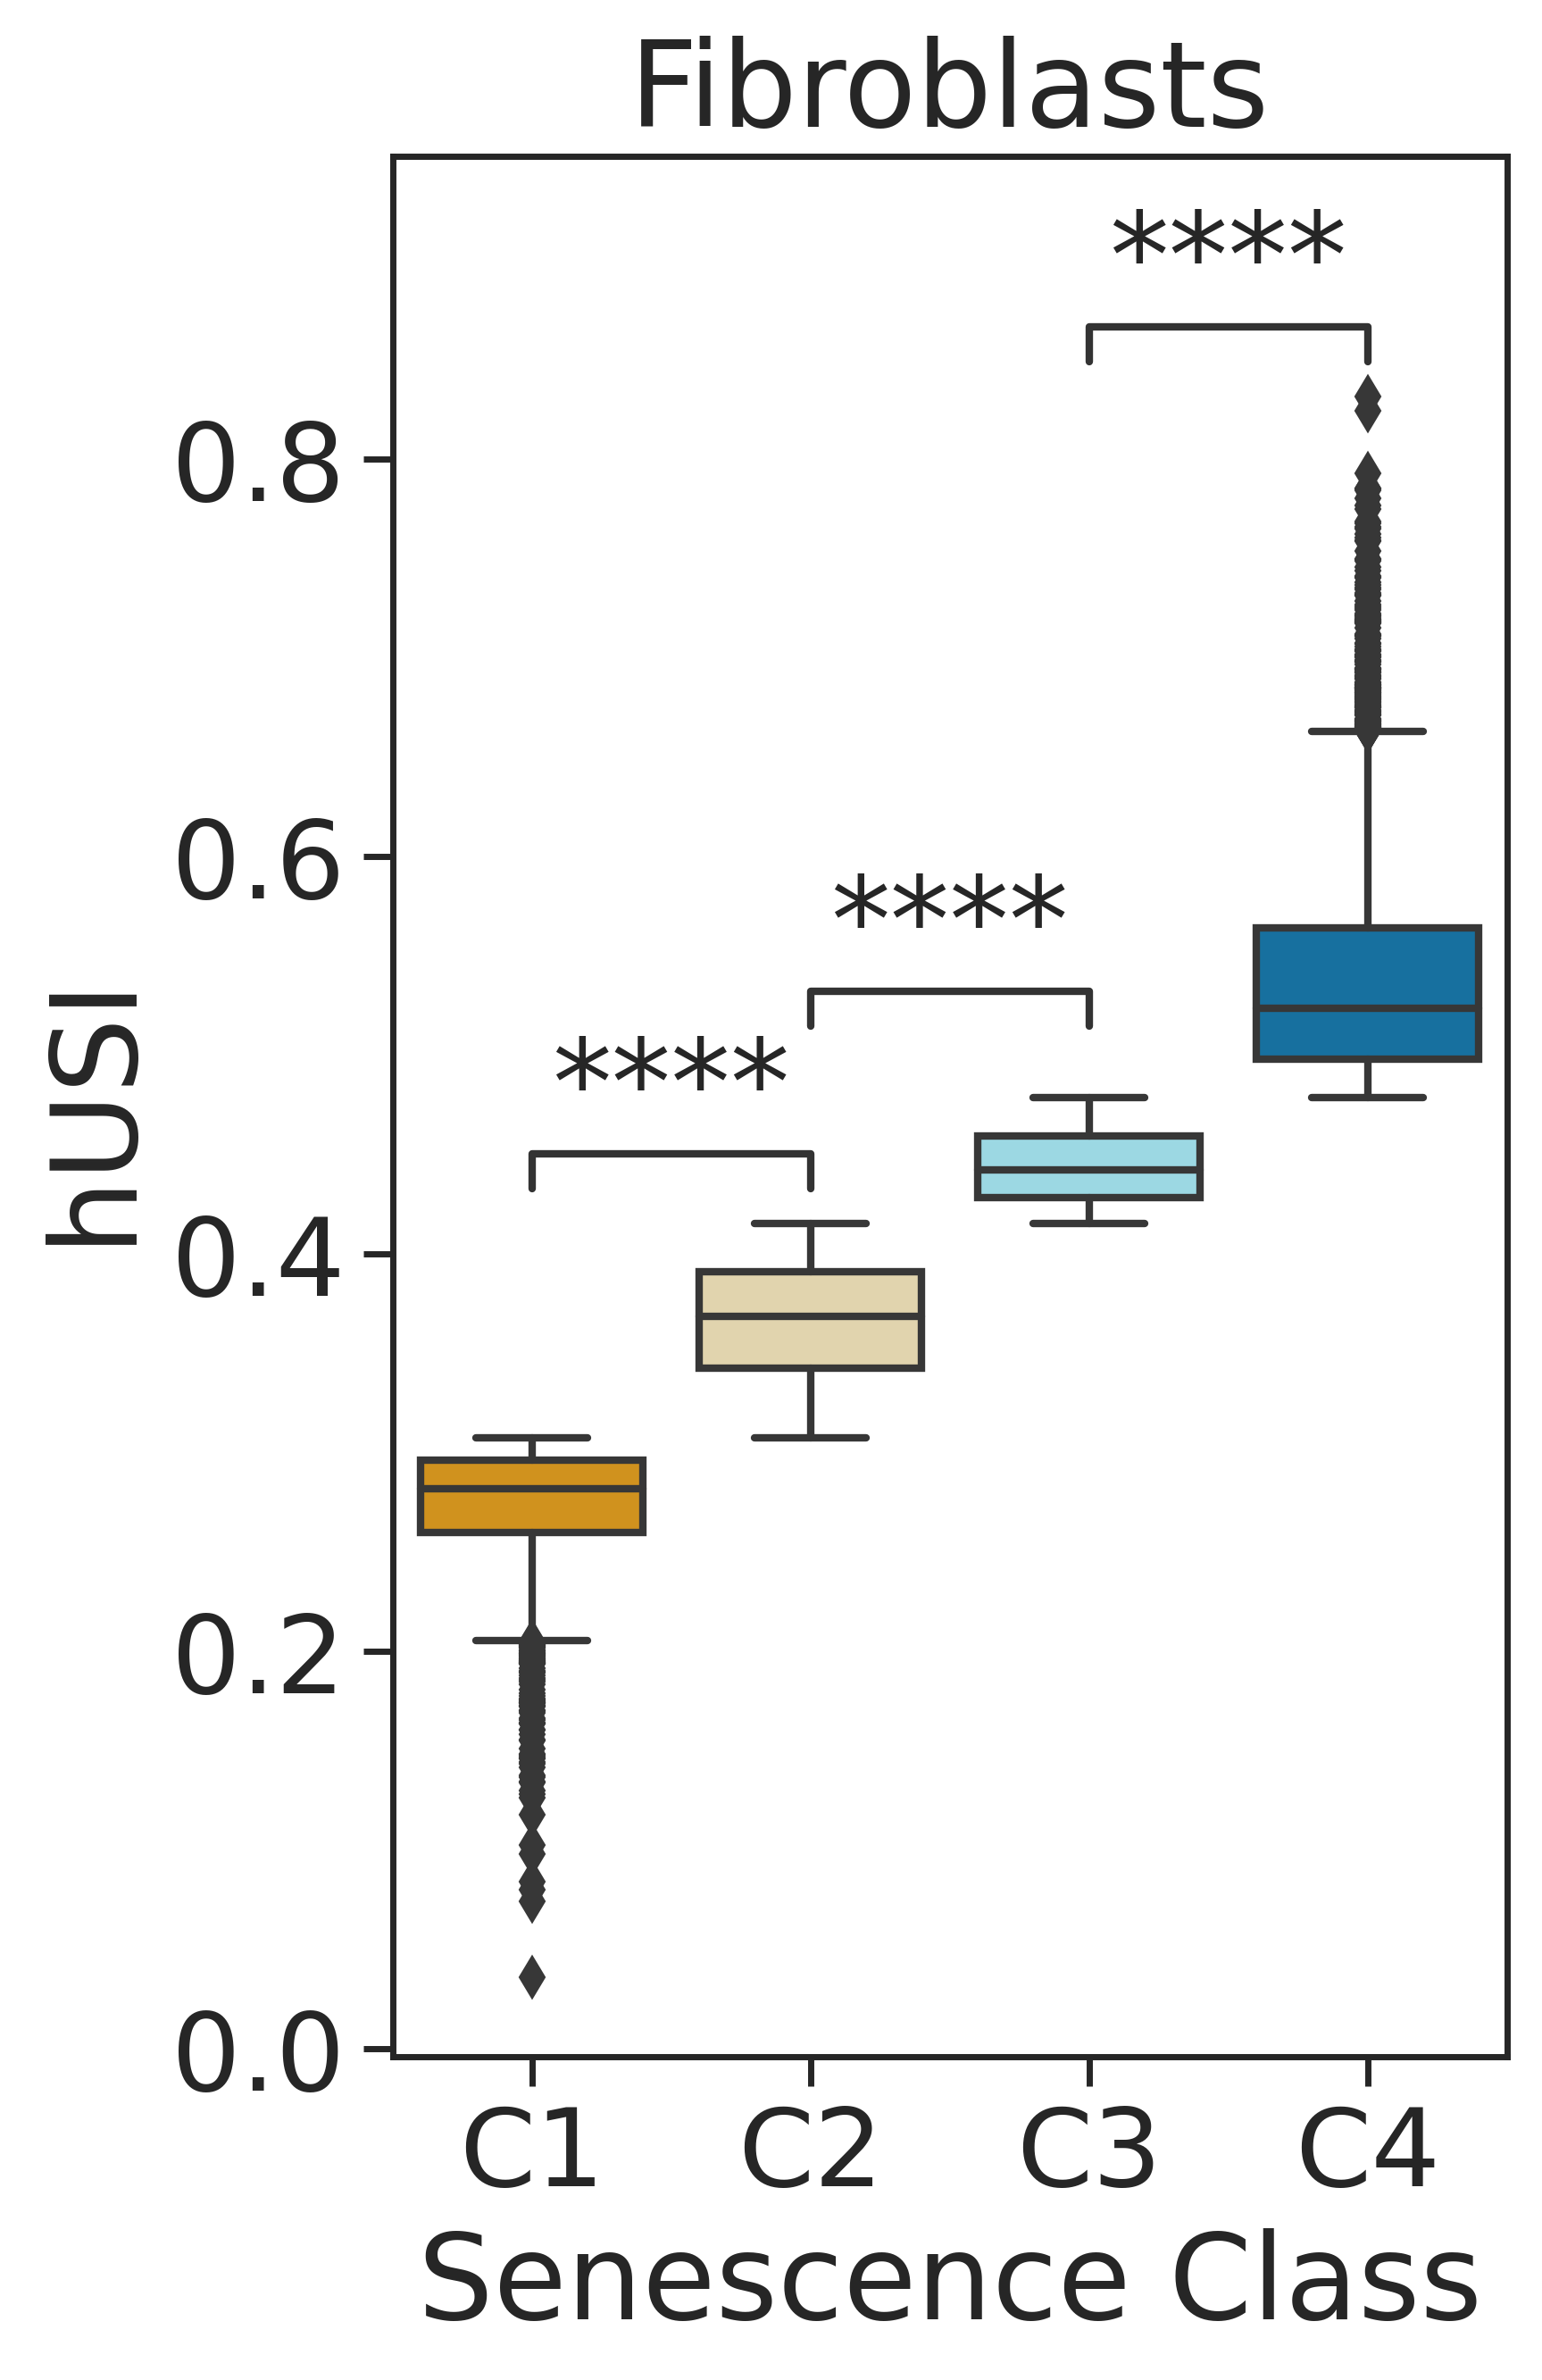 Fibroblasts
****
0.8
0.6
****
****
hUSI
0.4
0.2
0.0
C1 C2 C3 C4
Senescence Class